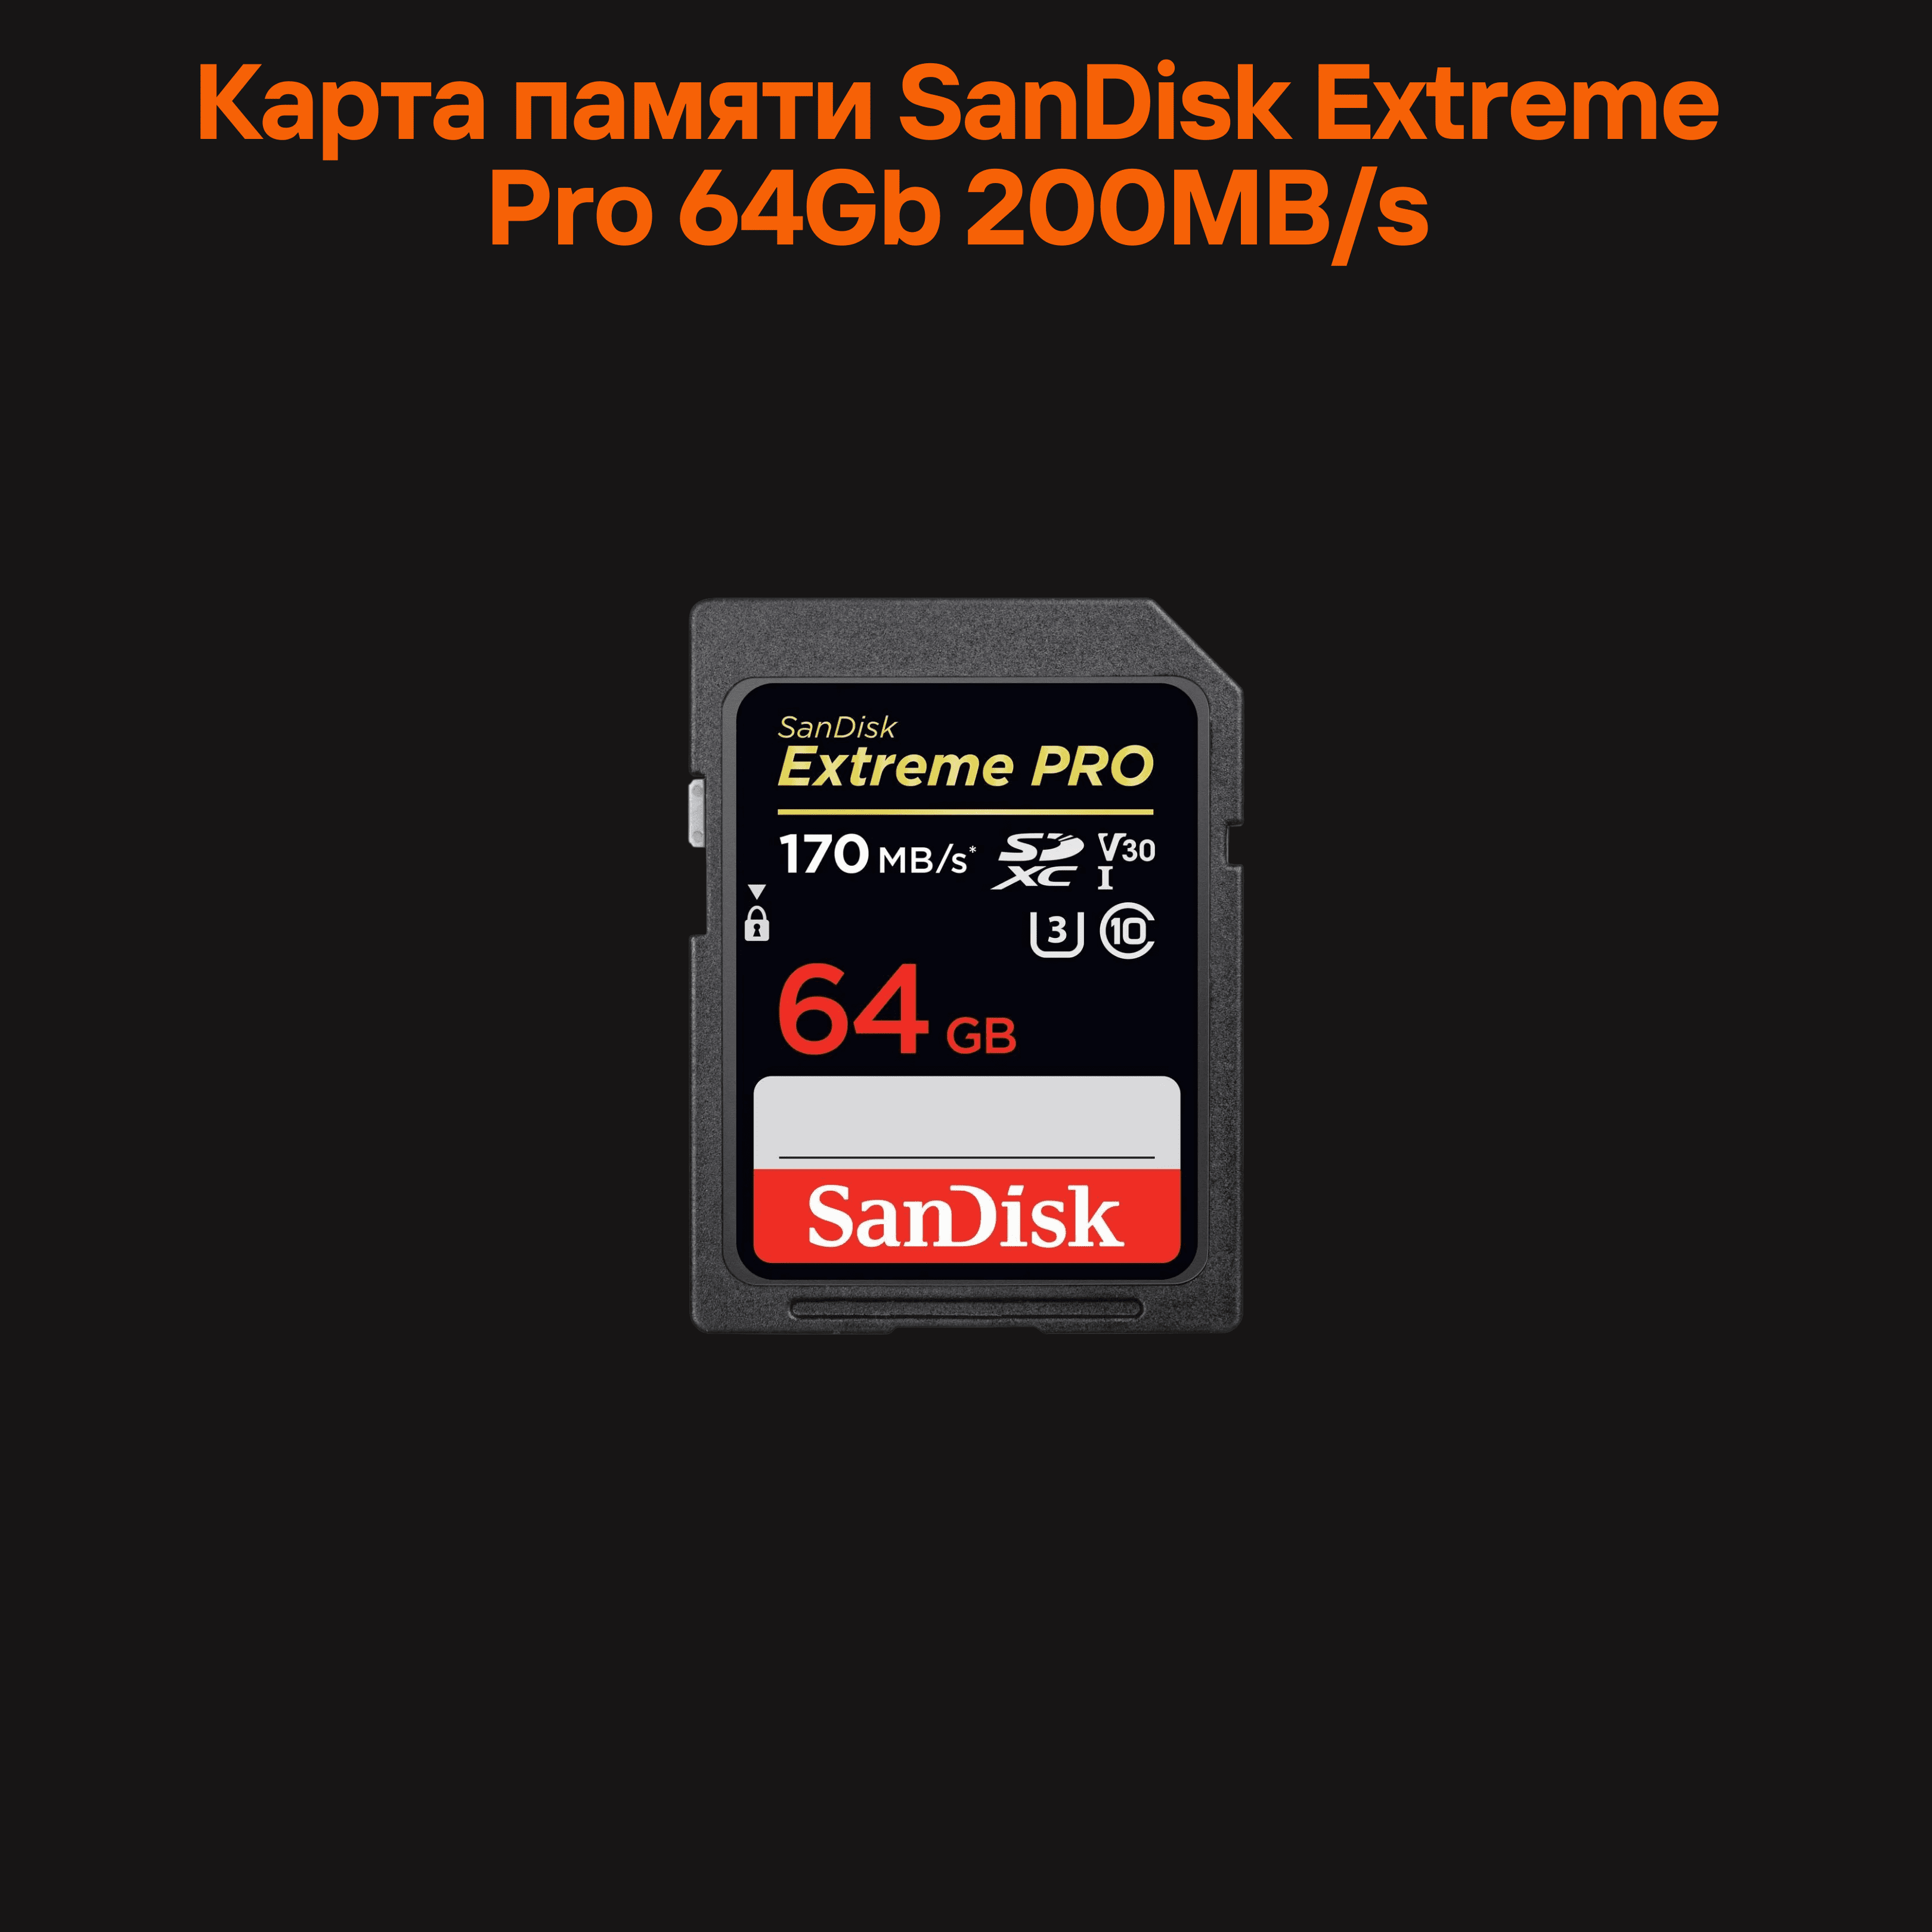 Карта памяти SanDisk Extreme
Pro 64Gb 200MB/s
SanDisk
Extreme PRO
170 MB/s* SD XC V30
I
3 10
64 GB
SanDisk